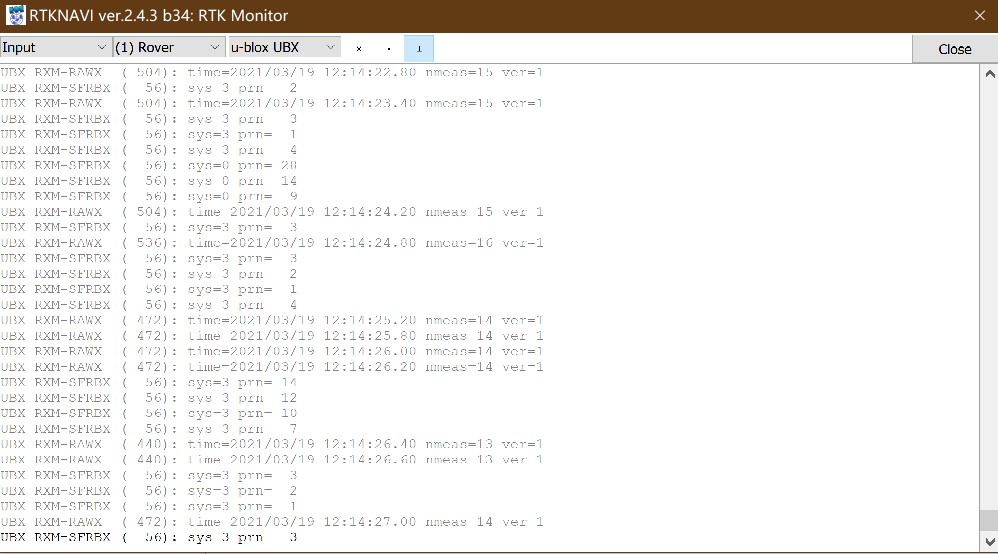 RTKNAVI ver.2.4.3 b34: RTK Monitor
Input (1) Rover u-blox UBX Close
UBX RXM-RAWX ( 504): time=2021/03/19 12:14:22.80 nmeas=15 ver=1
UBX RXM-SFRBX ( 56): sys=3 prn= 2
UBX RXM-RAWX ( 504): time=2021/03/19 12:14:23.40 nmeas=15 ver=1
UBX RXM-SFRBX ( 56): sys=3 prn= 3
UBX RXM-SFRBX ( 56): sys=3 prn= 1
UBX RXM-SFRBX ( 56): sys=3 prn= 4
UBX RXM-SFRBX ( 56): sys=0 prn= 28
UBX RXM-SFRBX ( 56): sys=0 prn= 14
UBX RXM-SFRBX ( 56): sys=0 prn= 9
UBX RXM-RAWX ( 504): time=2021/03/19 12:14:24.20 nmeas=15 ver=1
UBX RXM-SFRBX ( 56): sys=3 prn= 3
UBX RXM-RAWX ( 536): time=2021/03/19 12:14:24.80 nmeas=16 ver=1
UBX RXM-SFRBX ( 56): sys=3 prn= 3
UBX RXM-SFRBX ( 56): sys=3 prn= 2
UBX RXM-SFRBX ( 56): sys=3 prn= 1
UBX RXM-SFRBX ( 56): sys=3 prn= 4
UBX RXM-RAWX ( 472): time=2021/03/19 12:14:25.20 nmeas=14 ver=1
UBX RXM-RAWX ( 472): time=2021/03/19 12:14:25.80 nmeas=14 ver=1
UBX RXM-RAWX ( 472): time=2021/03/19 12:14:26.00 nmeas=14 ver=1
UBX RXM-RAWX ( 472): time=2021/03/19 12:14:26.20 nmeas=14 ver=1
UBX RXM-SFRBX ( 56): sys=3 prn= 14
UBX RXM-SFRBX ( 56): sys=3 prn= 12
UBX RXM-SFRBX ( 56): sys=3 prn= 10
UBX RXM-SFRBX ( 56): sys=3 prn= 7
UBX RXM-RAWX ( 440): time=2021/03/19 12:14:26.40 nmeas=13 ver=1
UBX RXM-RAWX ( 440): time=2021/03/19 12:14:26.60 nmeas=13 ver=1
UBX RXM-SFRBX ( 56): sys=3 prn= 3
UBX RXM-SFRBX ( 56): sys=3 prn= 2
UBX RXM-SFRBX ( 56): sys=3 prn= 1
UBX RXM-RAWX ( 472): time=2021/03/19 12:14:27.00 nmeas=14 ver=1
UBX RXM-SFRBX ( 56): sys=3 prn= 3